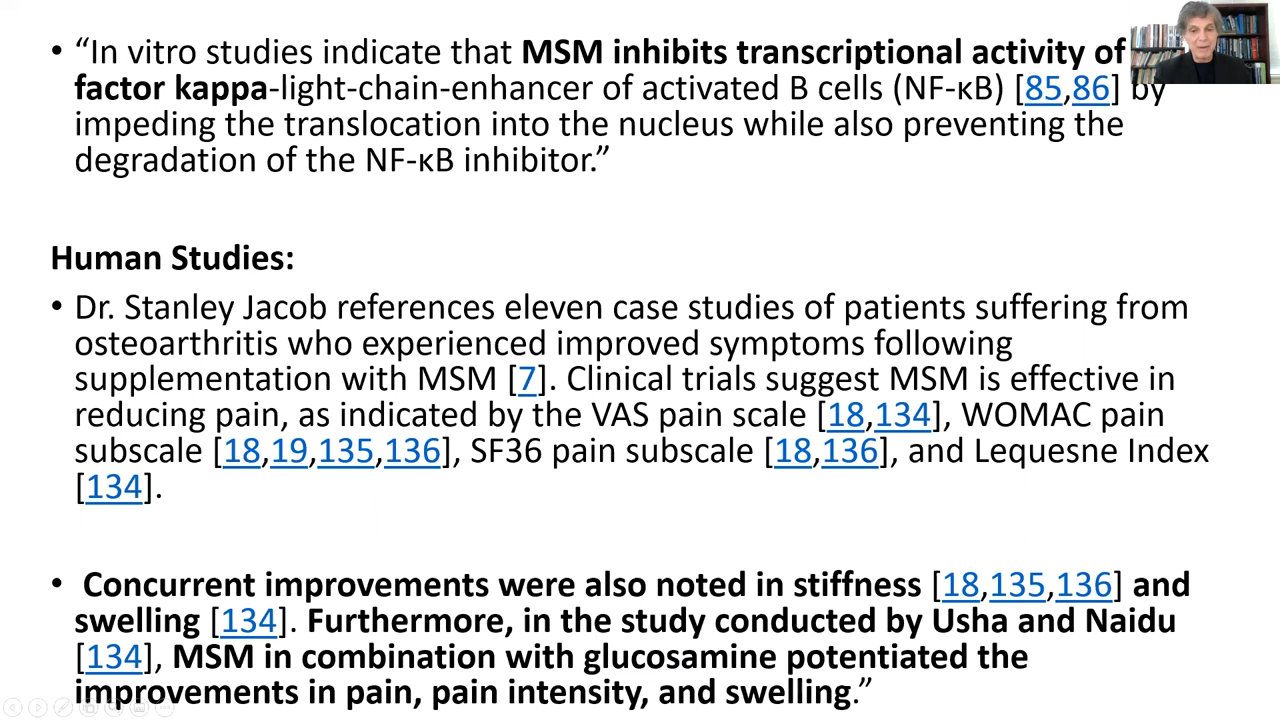 • “In vitro studies indicate that MSM inhibits transcriptional activity of
factor kappa-light-chain-enhancer of activated B cells (NF-κB) [85,86] by
impeding the translocation into the nucleus while also preventing the
degradation of the NF-κB inhibitor.”
Human Studies:
• Dr. Stanley Jacob references eleven case studies of patients suffering from
osteoarthritis who experienced improved symptoms following
supplementation with MSM [7]. Clinical trials suggest MSM is effective in
reducing pain, as indicated by the VAS pain scale [18,134], WOMAC pain
subscale [18,19,135,136], SF36 pain subscale [18,136], and Lequesne Index
[134].
• Concurrent improvements were also noted in stiffness [18,135,136] and
swelling [134]. Furthermore, in the study conducted by Usha and Naidu
[134], MSM in combination with glucosamine potentiated the
improvements in pain, pain intensity, and swelling.”